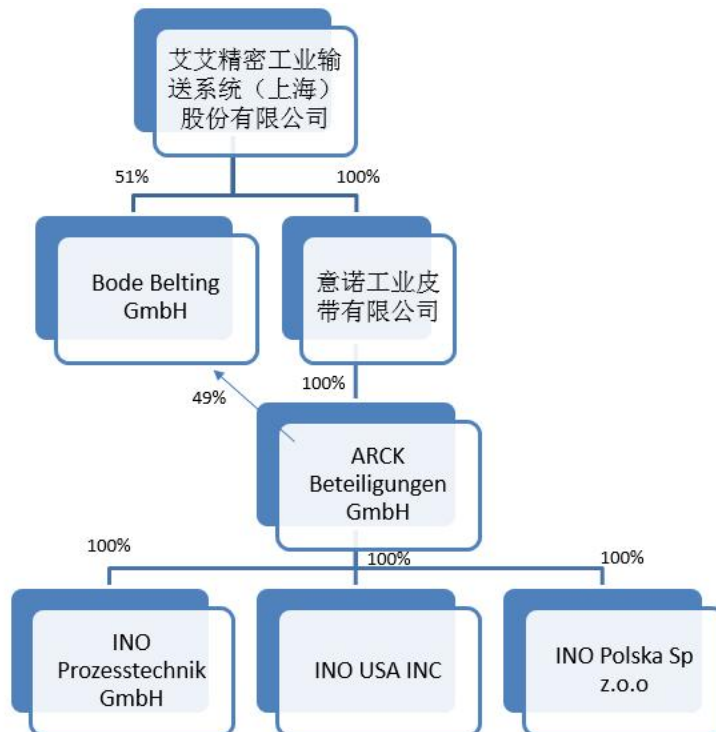 艾艾精密工业输
送系统（上海）
股份有限公司
51%
100%
Bode Belting
GmbH
意诺工业皮
带有限公司
100%
49%
ARCK
Beteiligungen
GmbH
100%
100%
100%
INO
Prozesstechnik
GmbH
INO USA INC
INO Polska Sp
z.o.o